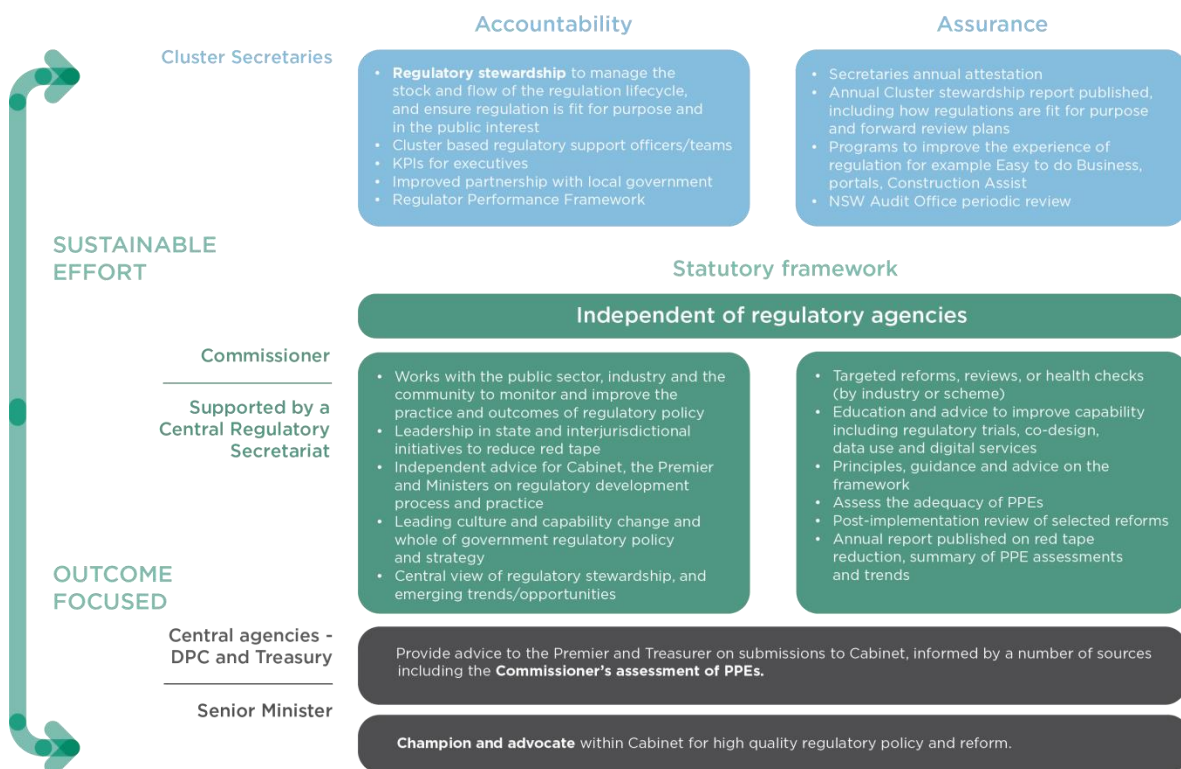 Accountability
Assurance
Cluster Secretaries
• Regulatory stewardship to manage the
stock and flow of the regulation lifecycle,
and ensure regulation is fit for purpose and
in the public interest
• Cluster based regulatory support officers/teams
• KPIs for executives
• Improved partnership with local government
• Regulator Performance Framework
• Secretaries annual attestation
• Annual Cluster stewardship report published,
including how regulations are fit for purpose
and forward review plans
• Programs to improve the experience of
regulation for example Easy to do Business,
portals, Construction Assist
• NSW Audit Office periodic review
SUSTAINABLE
EFFORT
Statutory framework
Independent of regulatory agencies
Commissioner
Supported by a
Central Regulatory
Secretariat
• Works with the public sector, industry and the
community to monitor and improve the
practice and outcomes of regulatory policy
• Leadership in state and interjurisdictional
initiatives to reduce red tape
• Independent advice for Cabinet, the Premier
and Ministers on regulatory development
process and practice
• Leading culture and capability change and
whole of government regulatory policy
and strategy
• Central view of regulatory stewardship, and
emerging trends/opportunities
• Targeted reforms, reviews, or health checks
(by industry or scheme)
• Education and advice to improve capability
including regulatory trials, co-design,
data use and digital services
• Principles, guidance and advice on the
framework
• Assess the adequacy of PPEs
• Post-implementation review of selected reforms
• Annual report published on red tape
reduction, summary of PPE assessments
and trends
OUTCOME
FOCUSED
Central agencies -
DPC and Treasury
Provide advice to the Premier and Treasurer on submissions to Cabinet, informed by a number of sources
including the Commissioner's assessment of PPEs.
Senior Minister
Champion and advocate within Cabinet for high quality regulatory policy and reform.